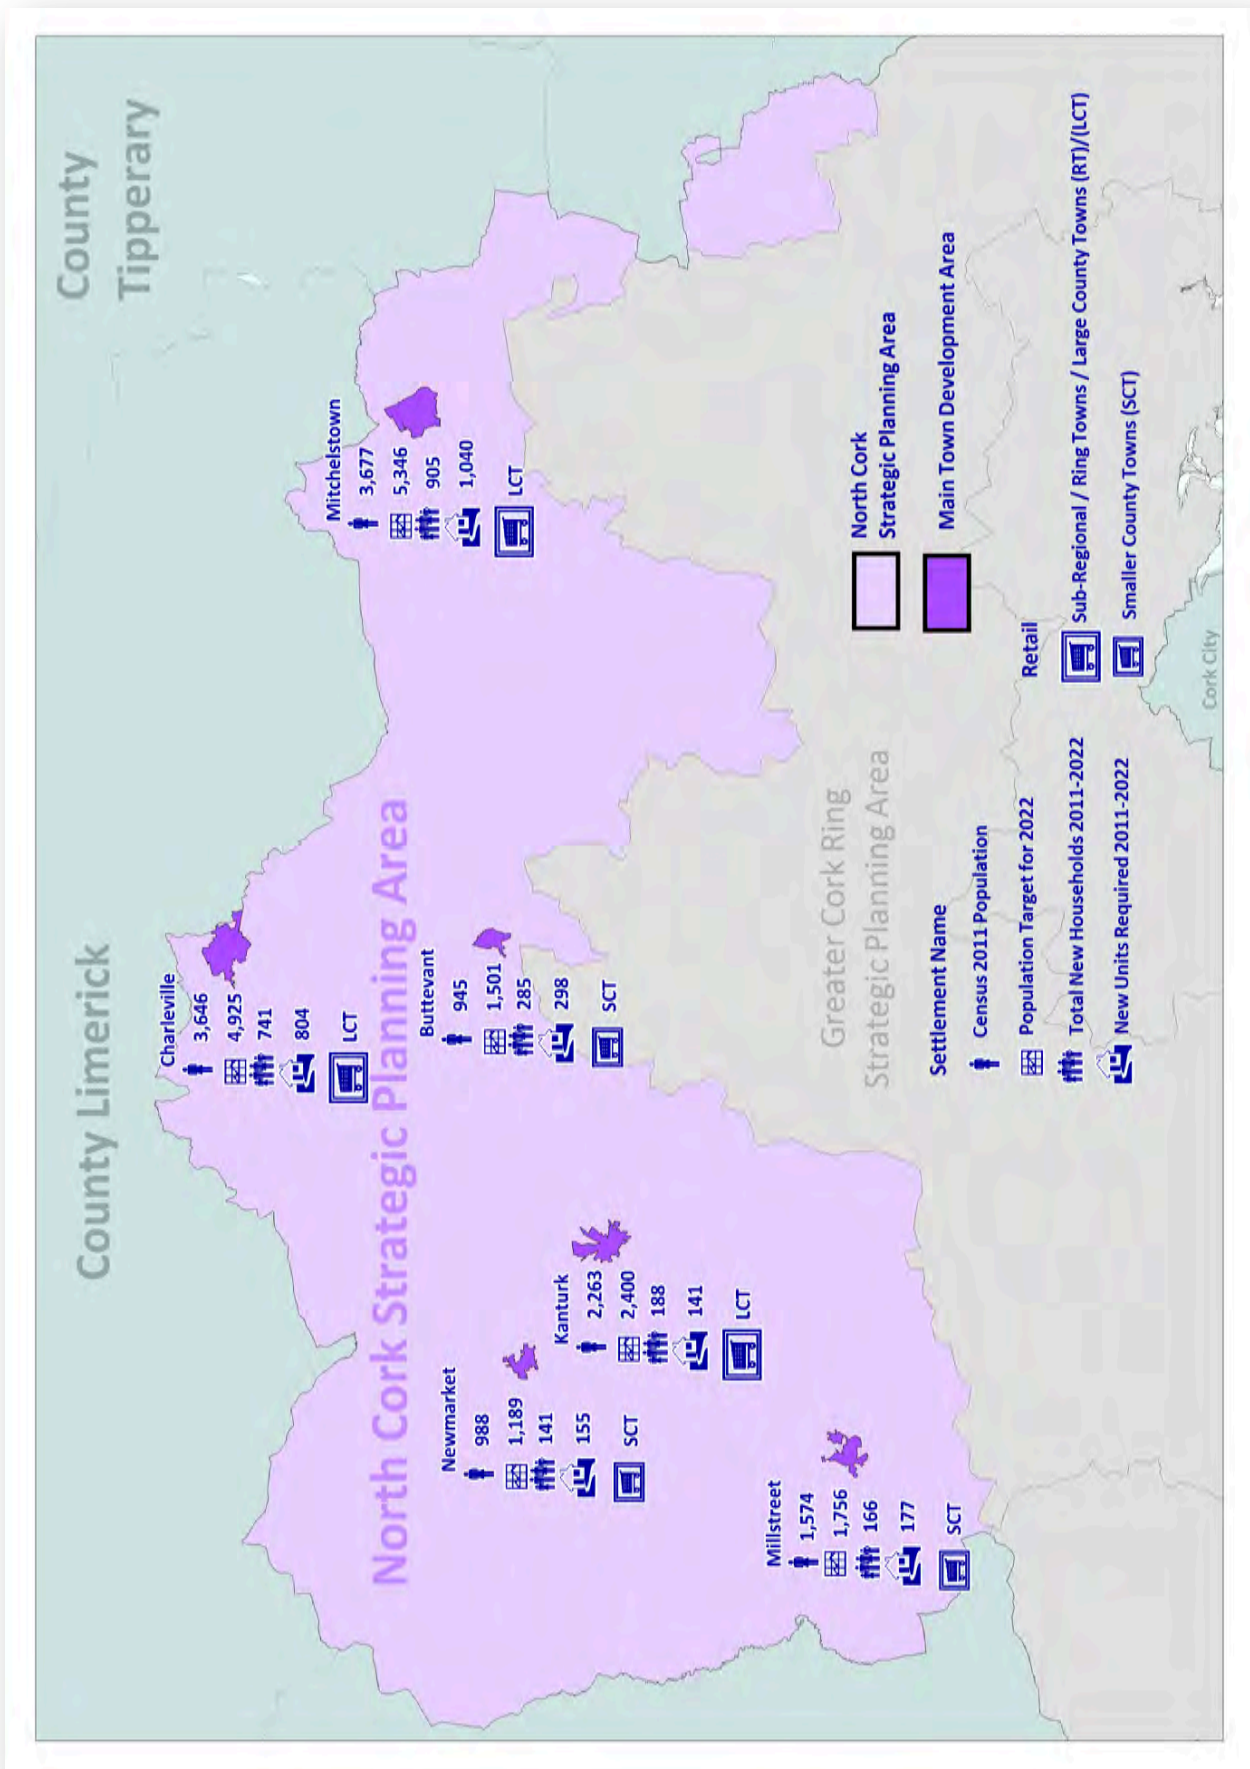 County Limerick
County
Tipperary
Charleville
3,646
4,925
741
804
LCT
Mitchelstown
3,677
5,346
905
1,040
LCT
North Cork Strategic Planning Area
Buttevant
945
1,501
285
298
SCT
Newmarket
988
1,189
141
155
SCT
Kanturk
2,263
2,400
188
141
LCT
Millstreet
1,574
1,756
166
177
SCT
Greater Cork Ring
Strategic Planning Area
North Cork
Strategic Planning Area
Main Town Development Area
Settlement Name
Census 2011 Population
Population Target for 2022
Total New Households 2011-2022
New Units Required 2011-2022
Retail
Sub-Regional / Ring Towns / Large County Towns (RT)/(LCT)
Smaller County Towns (SCT)
Cork City